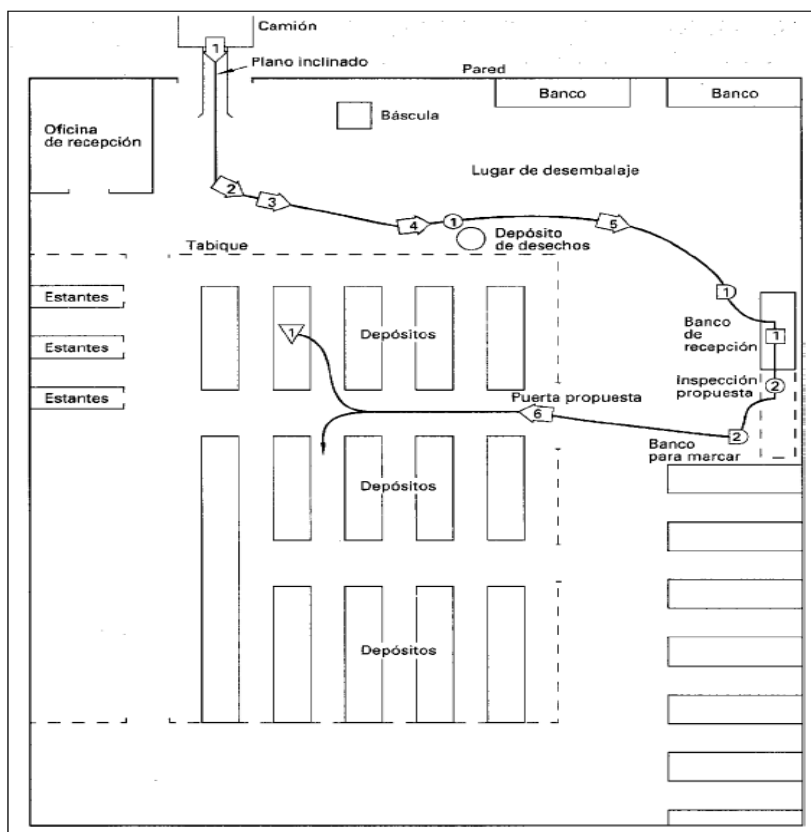 Camión
1
Plano inclinado
Pared
Banco
Banco
Báscula
Oficina
de recepción
Lugar de desembalaje
2
3
4
1
5
Depósito
de desechos
Tabique
Estantes
Estantes
Estantes
1
Depósitos
1
Banco
de
recepción
1
Inspección
propuesta
2
Puerta propuesta
6
2
Banco
para marcar
Depósitos
Depósitos